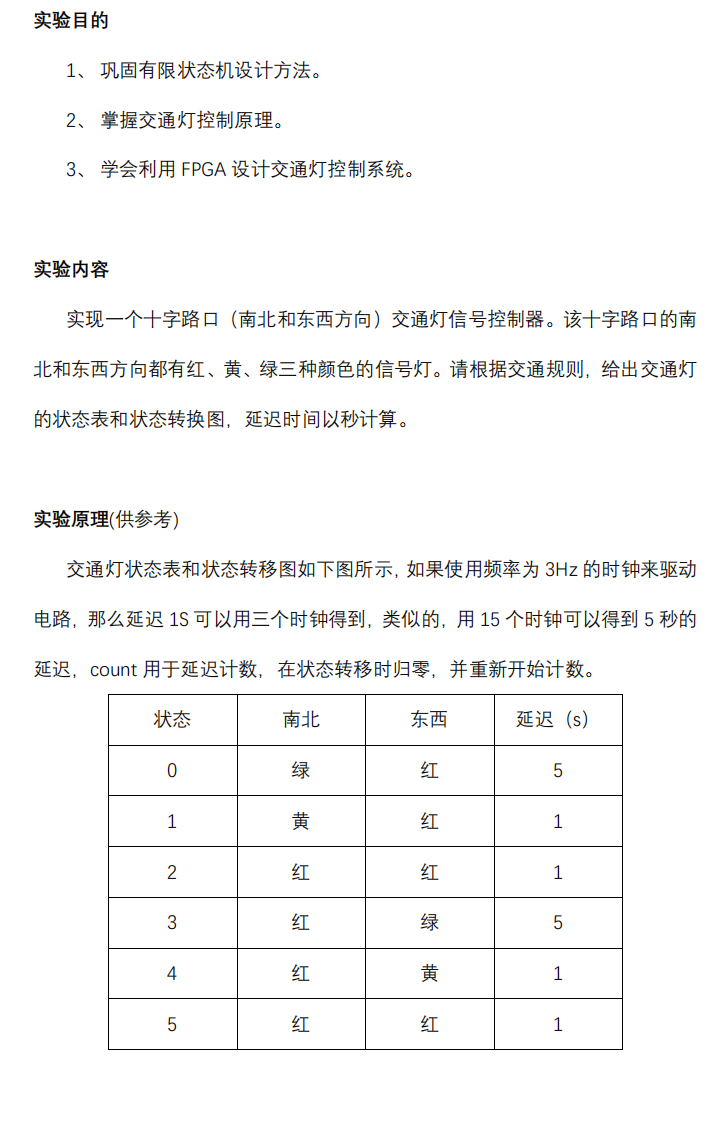 实验目的
1、 巩固有限状态机设计方法。
2、 掌握交通灯控制原理。
3、 学会利用 FPGA 设计交通灯控制系统。
实验内容
实现一个十字路口（南北和东西方向）交通灯信号控制器。该十字路口的南
北和东西方向都有红、黄、绿三种颜色的信号灯。请根据交通规则，给出交通灯
的状态表和状态转换图，延迟时间以秒计算。
实验原理(供参考)
交通灯状态表和状态转移图如下图所示，如果使用频率为 3Hz 的时钟来驱动
电路，那么延迟 1S 可以用三个时钟得到，类似的，用 15 个时钟可以得到 5 秒的
延迟，count 用于延迟计数，在状态转移时归零，并重新开始计数。
状态 南北 东西 延迟（s）
0 绿 红 5
1 黄 红 1
2 红 红 1
3 红 绿 5
4 红 黄 1
5 红 红 1